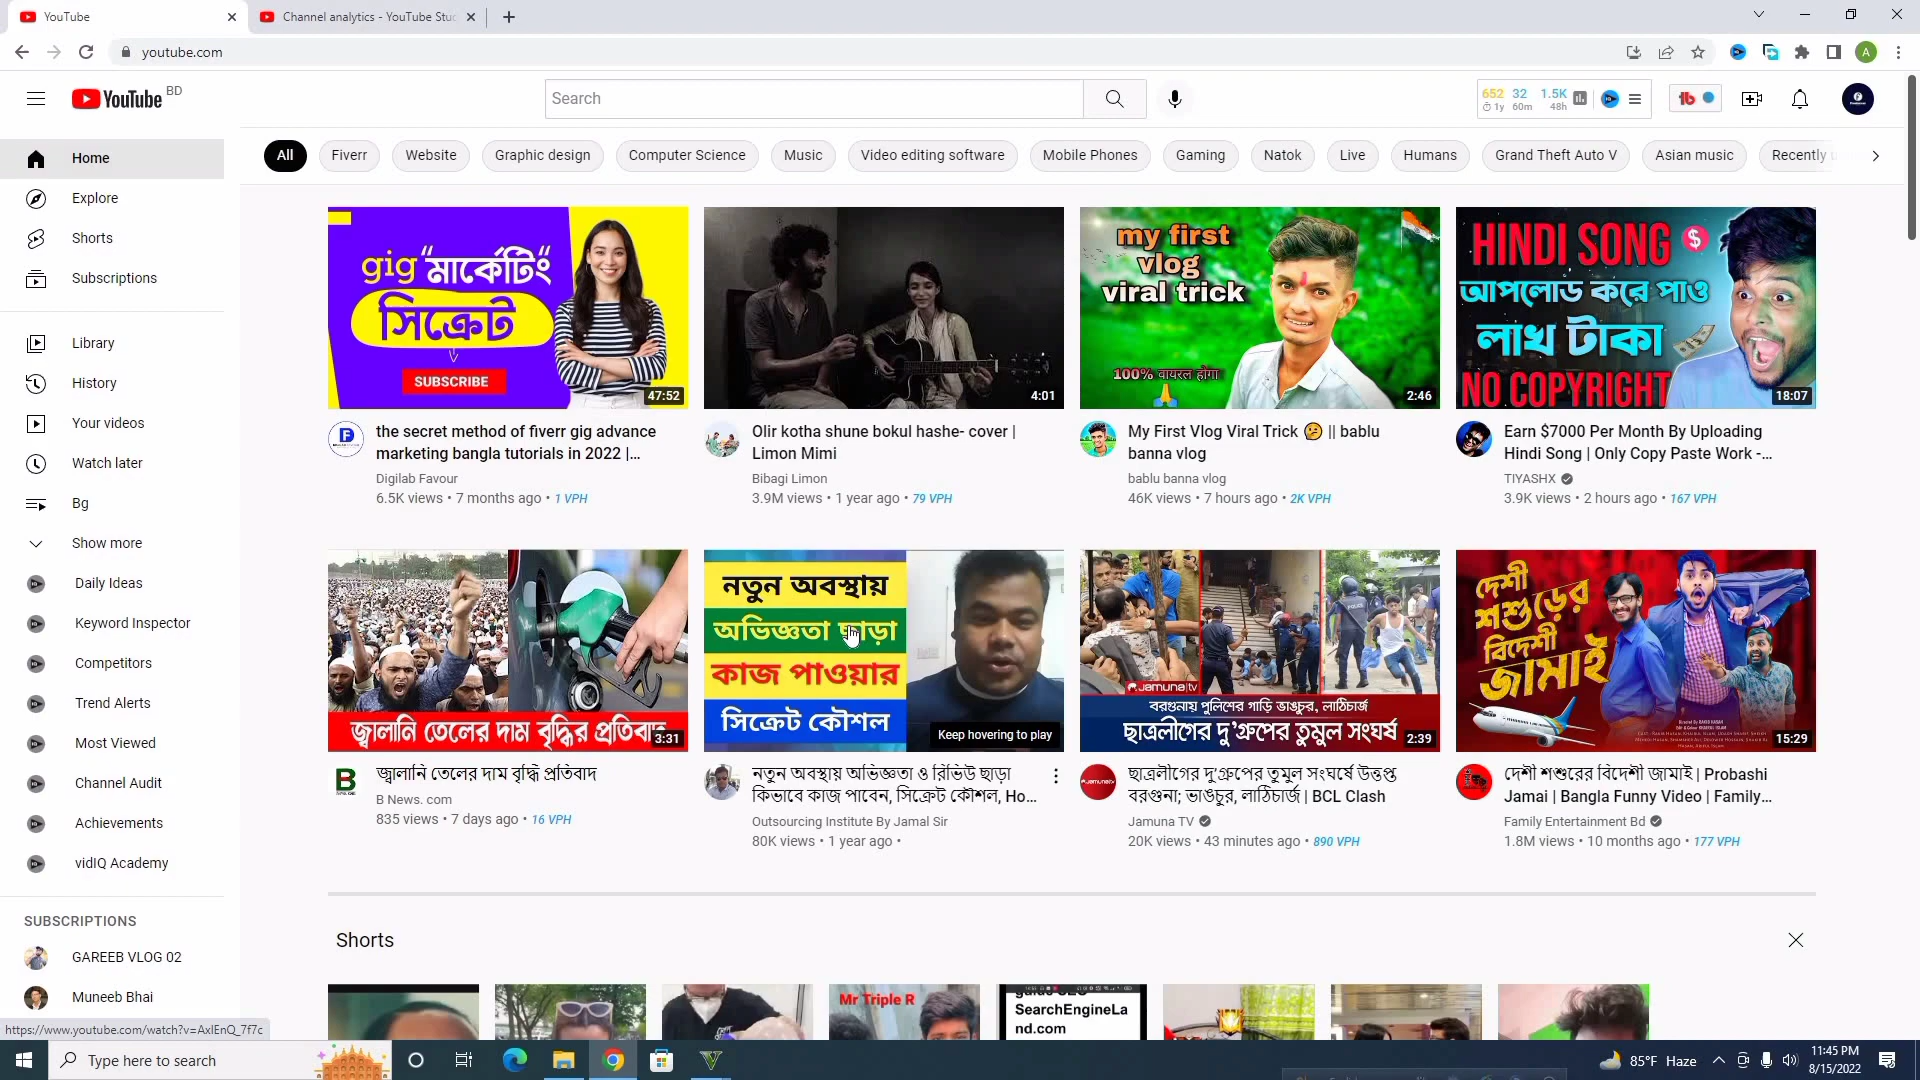 YouTube
Channel analytics - YouTube Stu
youtube.com
A
YouTube BD
Search
652 32 1.5K
1y 60m 48h
Home
Explore
Shorts
Subscriptions
Library
History
Your videos
Watch later
Bg
Show more
Daily Ideas
Keyword Inspector
Competitors
Trend Alerts
Most Viewed
Channel Audit
Achievements
vidIQ Academy
SUBSCRIPTIONS
GAREEB VLOG 02
Muneeb Bhai
All Fiverr Website Graphic design Computer Science Music Video editing software Mobile Phones Gaming Natok Live Humans Grand Theft Auto V Asian music Recently
gig "মার্কেটিং"
সিক্রেট
SUBSCRIBE
47:52
the secret method of fiverr gig advance
marketing bangla tutorials in 2022 |...
Digilab Favour
6.5K views • 7 months ago • 1 VPH
4:01
Olir kotha shune bokul hashe- cover |
Limon Mimi
Bibagi Limon
3.9M views • 1 year ago • 79 VPH
my first
vlog
viral trick
100% वायरल होगा
2:46
My First Vlog Viral Trick 🤔 || bablu
banna vlog
bablu banna vlog
46K views • 7 hours ago • 2K VPH
HINDI SONG $
আপলোড করে পাও
লাখ টাকা
NO COPYRIGHT
18:07
Earn $7000 Per Month By Uploading
Hindi Song | Only Copy Paste Work -...
TIYASHX
3.9K views • 2 hours ago • 167 VPH
জ্বালানি তেলের দাম বৃদ্ধির প্রতিবাদ
3:31
জ্বালানি তেলের দাম বৃদ্ধি প্রতিবাদ
B News. com
835 views • 7 days ago • 16 VPH
নতুন অবস্থায়
অভিজ্ঞতা ছাড়া
কাজ পাওয়ার
সিক্রেট কৌশল
Keep hovering to play
নতুন অবস্থায় অভিজ্ঞতা ও রিভিউ ছাড়া
কিভাবে কাজ পাবেন, সিক্রেট কৌশল, Ho...
Outsourcing Institute By Jamal Sir
80K views • 1 year ago •
POLICE
Jamuna|tv
বরগুনায় পুলিশের গাড়ি ভাঙচুর, লাঠিচার্জ
ছাত্রলীগের দু'গ্রুপের তুমুল সংঘর্ষ
2:39
ছাত্রলীগের দু'গ্রুপের তুমুল সংঘর্ষে উত্তপ্ত
বরগুনা; ভাঙচুর, লাঠিচার্জ | BCL Clash
Jamuna TV
20K views • 43 minutes ago • 890 VPH
দেশী
শশুড়ের
বিদেশী
জামাই
15:29
দেশী শশুরের বিদেশী জামাই | Probashi
Jamai | Bangla Funny Video | Family...
Family Entertainment Bd
1.8M views • 10 months ago • 177 VPH
Shorts
Mr Triple R
SearchEngineLa
nd.com
https://www.youtube.com/watch?v=AxlEnQ_7f7c
Type here to search
85°F Haze
11:45 PM
8/15/2022